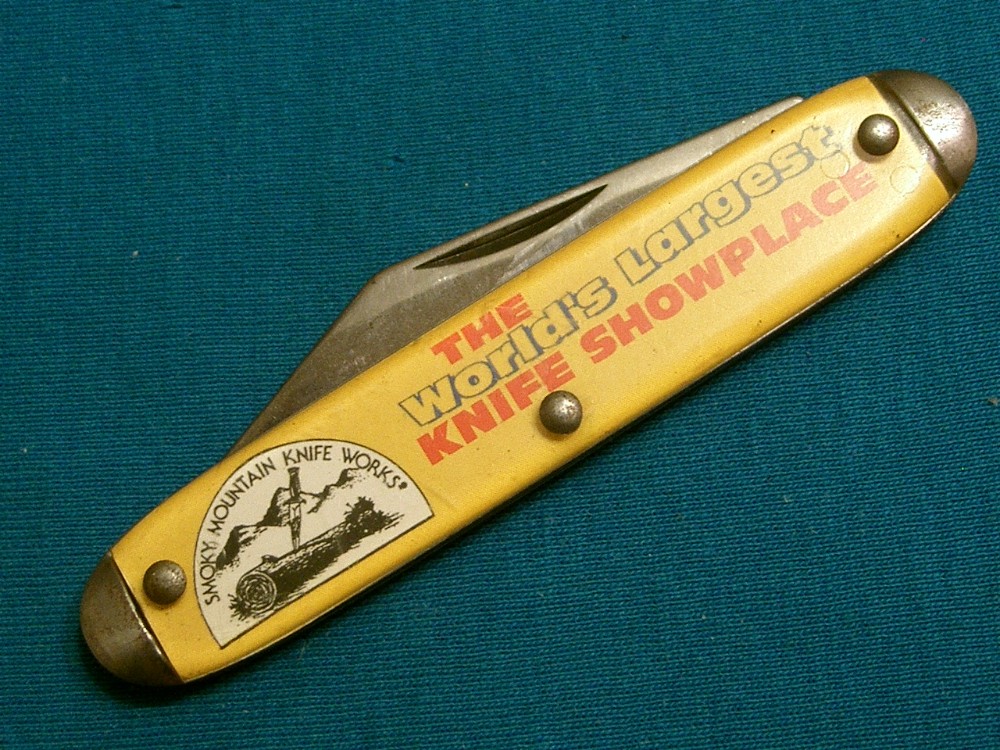 THE
World's Largest
KNIFE SHOWPLACE
SMOKY MOUNTAIN KNIFE WORKS'